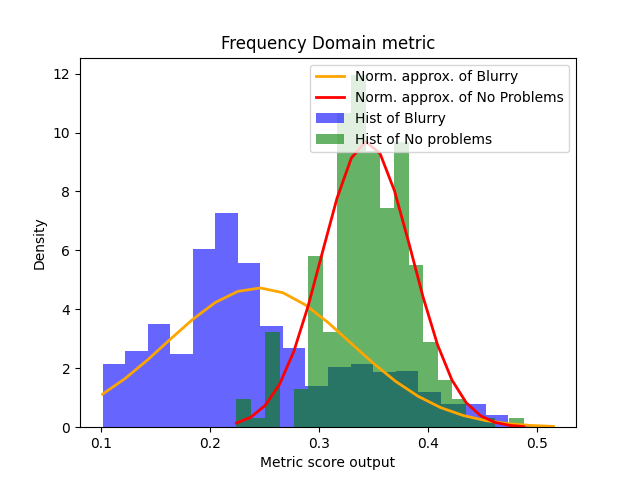 Frequency Domain metric
Norm. approx. of Blurry
Norm. approx. of No Problems
Hist of Blurry
Hist of No problems
12
10
8
6
4
2
0
Density
0.1 0.2 0.3 0.4 0.5
Metric score output